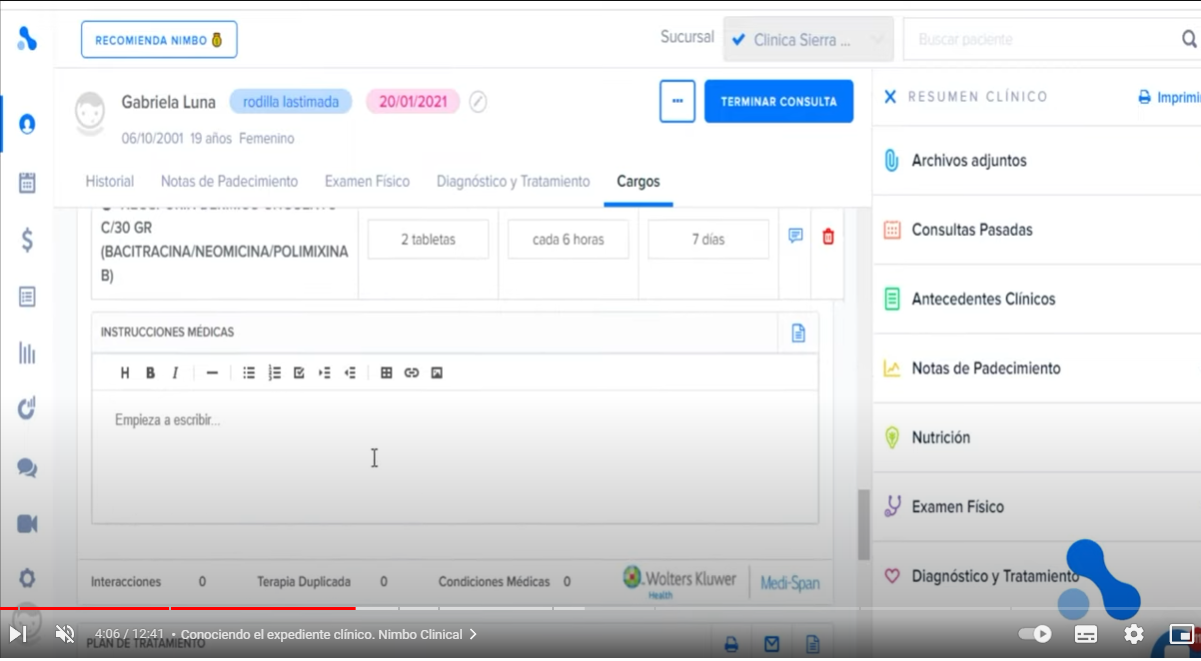 RECOMIENDA NIMBO
Sucursal
Clinica Sierra ...
Buscar paciente
Gabriela Luna
rodilla lastimada
20/01/2021
...
TERMINAR CONSULTA
06/10/2001 19 años Femenino
Historial
Notas de Padecimiento
Examen Físico
Diagnóstico y Tratamiento
Cargos
C/30 GR
(BACITRACINA/NEOMICINA/POLIMIXINA
B)
2 tabletas
cada 6 horas
7 días
INSTRUCCIONES MÉDICAS
H B I
Empieza a escribir...
Interacciones 0
Terapia Duplicada 0
Condiciones Médicas 0
Wolters Kluwer
Health
Medi-Span
PLAN DE TRATAMIENTO
X RESUMEN CLÍNICO
Imprimi
Archivos adjuntos
Consultas Pasadas
Antecedentes Clínicos
Notas de Padecimiento
Nutrición
Examen Físico
Diagnóstico y Tratamiento
4:06 / 12:41 • Conociendo el expediente clínico. Nimbo Clinical